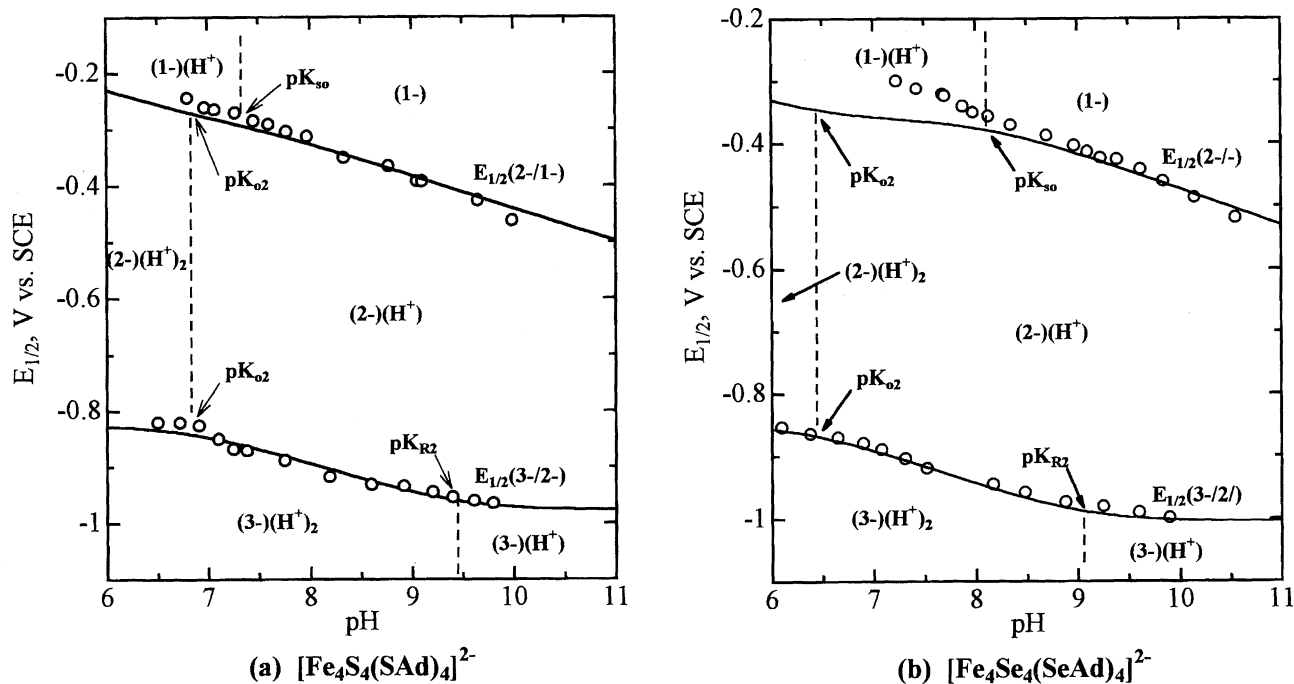 -0.2
-0.4
-0.6
-0.8
-1
E1/2, V vs. SCE
(1-)(H+)
pKso
(1-)
pKo2
E1/2(2-/1-)
(2-)(H+)2
(2-)(H+)
pKo2
pKR2
E1/2(3-/2-)
(3-)(H+)2
(3-)(H+)
6 7 8 9 10 11
pH
(a) [Fe4S4(SAd)4]2-
-0.2
-0.4
-0.6
-0.8
-1.0
E1/2, V vs. SCE
(1-)(H+)
(1-)
E1/2(2-/-)
pKo2
pKso
(2-)(H+)2
(2-)(H+)
pKo2
pKR2
E1/2(3-/2/)
(3-)(H+)2
(3-)(H+)
6 7 8 9 10 11
pH
(b) [Fe4Se4(SeAd)4]2-